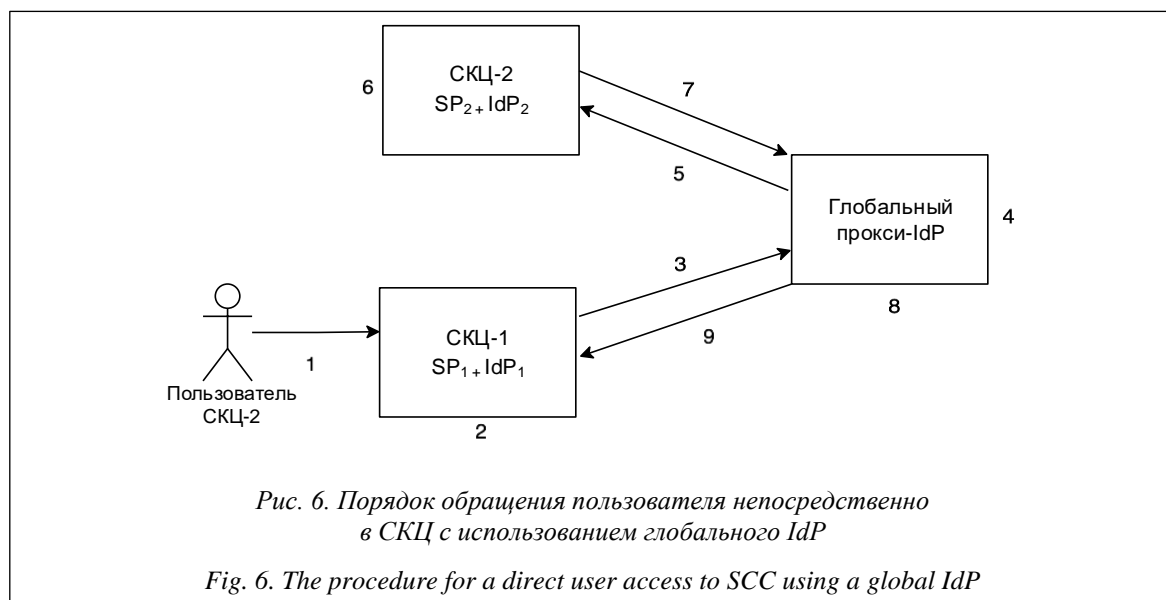 СКЦ-2
SP2 + IdP2
6
7
5
Глобальный
прокси-IdP
4
3
8
9
СКЦ-1
SP1 + IdP1
1
2
Пользователь
СКЦ-2
Рис. 6. Порядок обращения пользователя непосредственно
в СКЦ с использованием глобального IdP
Fig. 6. The procedure for a direct user access to SCC using a global IdP